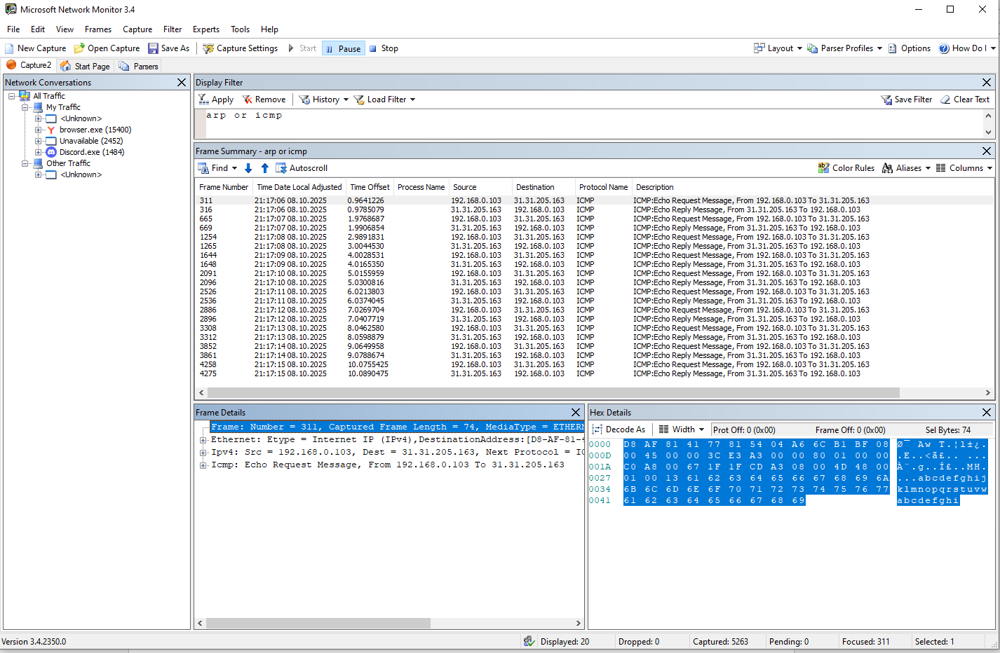 Microsoft Network Monitor 3.4
File Edit View Frames Capture Filter Experts Tools Help
New Capture Open Capture Save As Capture Settings Start Pause Stop Layout Parser Profiles Options How Do I
Capture2 Start Page Parsers
Network Conversations
All Traffic
My Traffic
<Unknown>
browser.exe (15400)
Unavailable (2452)
Discord.exe (1484)
Other Traffic
<Unknown>
Display Filter
Apply Remove History Load Filter Save Filter Clear Text
arp or icmp
Frame Summary - arp or icmp
Find Autoscroll Color Rules Aliases Columns
Frame Number Time Date Local Adjusted Time Offset Process Name Source Destination Protocol Name Description
311 21:17:06 08.10.2025 0.9641226 192.168.0.103 31.31.205.163 ICMP ICMP:Echo Request Message, From 192.168.0.103 To 31.31.205.163
316 21:17:06 08.10.2025 0.9785079 31.31.205.163 192.168.0.103 ICMP ICMP:Echo Reply Message, From 31.31.205.163 To 192.168.0.103
665 21:17:07 08.10.2025 1.9768687 192.168.0.103 31.31.205.163 ICMP ICMP:Echo Request Message, From 192.168.0.103 To 31.31.205.163
669 21:17:07 08.10.2025 1.9906854 31.31.205.163 192.168.0.103 ICMP ICMP:Echo Reply Message, From 31.31.205.163 To 192.168.0.103
1254 21:17:08 08.10.2025 2.9891831 192.168.0.103 31.31.205.163 ICMP ICMP:Echo Request Message, From 192.168.0.103 To 31.31.205.163
1265 21:17:08 08.10.2025 3.0044530 31.31.205.163 192.168.0.103 ICMP ICMP:Echo Reply Message, From 31.31.205.163 To 192.168.0.103
1644 21:17:09 08.10.2025 4.0028531 192.168.0.103 31.31.205.163 ICMP ICMP:Echo Request Message, From 192.168.0.103 To 31.31.205.163
1648 21:17:09 08.10.2025 4.0165350 31.31.205.163 192.168.0.103 ICMP ICMP:Echo Reply Message, From 31.31.205.163 To 192.168.0.103
2091 21:17:10 08.10.2025 5.0155959 192.168.0.103 31.31.205.163 ICMP ICMP:Echo Request Message, From 192.168.0.103 To 31.31.205.163
2096 21:17:10 08.10.2025 5.0300816 31.31.205.163 192.168.0.103 ICMP ICMP:Echo Reply Message, From 31.31.205.163 To 192.168.0.103
2526 21:17:11 08.10.2025 6.0213803 192.168.0.103 31.31.205.163 ICMP ICMP:Echo Request Message, From 192.168.0.103 To 31.31.205.163
2536 21:17:11 08.10.2025 6.0374045 31.31.205.163 192.168.0.103 ICMP ICMP:Echo Reply Message, From 31.31.205.163 To 192.168.0.103
2886 21:17:12 08.10.2025 7.0269704 192.168.0.103 31.31.205.163 ICMP ICMP:Echo Request Message, From 192.168.0.103 To 31.31.205.163
2896 21:17:12 08.10.2025 7.0407719 31.31.205.163 192.168.0.103 ICMP ICMP:Echo Reply Message, From 31.31.205.163 To 192.168.0.103
3308 21:17:13 08.10.2025 8.0462580 192.168.0.103 31.31.205.163 ICMP ICMP:Echo Request Message, From 192.168.0.103 To 31.31.205.163
3312 21:17:13 08.10.2025 8.0598879 31.31.205.163 192.168.0.103 ICMP ICMP:Echo Reply Message, From 31.31.205.163 To 192.168.0.103
3852 21:17:14 08.10.2025 9.0649958 192.168.0.103 31.31.205.163 ICMP ICMP:Echo Request Message, From 192.168.0.103 To 31.31.205.163
3861 21:17:14 08.10.2025 9.0788674 31.31.205.163 192.168.0.103 ICMP ICMP:Echo Reply Message, From 31.31.205.163 To 192.168.0.103
4258 21:17:15 08.10.2025 10.0755425 192.168.0.103 31.31.205.163 ICMP ICMP:Echo Request Message, From 192.168.0.103 To 31.31.205.163
4275 21:17:15 08.10.2025 10.0890475 31.31.205.163 192.168.0.103 ICMP ICMP:Echo Reply Message, From 31.31.205.163 To 192.168.0.103
Frame Details
Frame: Number = 311, Captured Frame Length = 74, MediaType = ETHERN
Ethernet: Etype = Internet IP (IPv4),DestinationAddress:[D8-AF-81-4
Ipv4: Src = 192.168.0.103, Dest = 31.31.205.163, Next Protocol = IC
Icmp: Echo Request Message, From 192.168.0.103 To 31.31.205.163
Hex Details
Decode As Width Prot Off: 0 (0x00) Frame Off: 0 (0x00) Sel Bytes: 74
0000 D8 AF 81 41 77 81 54 04 A6 6C B1 BF 08 Ø¯ Aw T.¦l±¿.
000D 00 45 00 00 3C E3 A3 00 00 80 01 00 00 .E..<ã£.. ...
001A C0 A8 00 67 1F 1F CD A3 08 00 4D 48 00 À¨.g..Í£..MH.
0027 01 00 13 61 62 63 64 65 66 67 68 69 6A ...abcdefghij
0034 6B 6C 6D 6E 6F 70 71 72 73 74 75 76 77 klmnopqrstuvw
0041 61 62 63 64 65 66 67 68 69 abcdefghi
Version 3.4.2350.0 Displayed: 20 Dropped: 0 Captured: 5263 Pending: 0 Focused: 311 Selected: 1